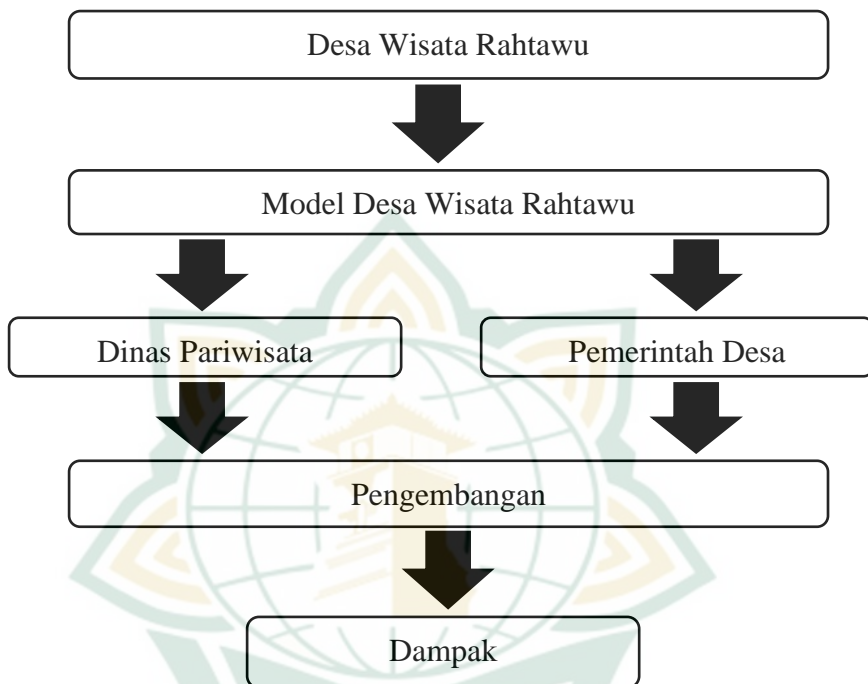 Desa Wisata Rahtawu
Model Desa Wisata Rahtawu
Dinas Pariwisata
Pemerintah Desa
Pengembangan
Dampak